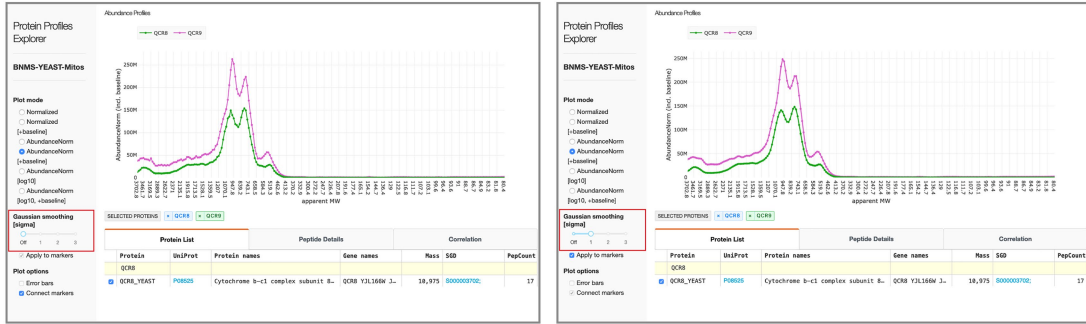 Protein Profiles
Explorer
BNMS-YEAST-Mitos
Plot mode
Normalized
Normalized
[+baseline]
AbundanceNorm
AbundanceNorm
[+baseline]
AbundanceNorm
[log10]
AbundanceNorm
[log10, +baseline]
Gaussian smoothing
[sigma]
Off 1 2 3
Apply to markers
Plot options
Error bars
Connect markers
Abundance Profiles
QCR8 QCR9
AbundanceNorm (incl. baseline)
250M
200M
150M
100M
50M
0
apparent MW
SELECTED PROTEINS QCR8 QCR9
Protein List Peptide Details Correlation
Protein UniProt Protein names Gene names Mass SGD PepCount
QCR8
QCR8_YEAST P08525 Cytochrome b-c1 complex subunit 8… QCR8 YJL166W J… 10,975 S000003702; 17
Protein Profiles
Explorer
BNMS-YEAST-Mitos
Plot mode
Normalized
Normalized
[+baseline]
AbundanceNorm
AbundanceNorm
[+baseline]
AbundanceNorm
[log10]
AbundanceNorm
[log10, +baseline]
Gaussian smoothing
[sigma]
Off 1 2 3
Apply to markers
Plot options
Error bars
Connect markers
Abundance Profiles
QCR8 QCR9
AbundanceNorm (incl. baseline)
250M
200M
150M
100M
50M
0
apparent MW
SELECTED PROTEINS QCR8 QCR9
Protein List Peptide Details Correlation
Protein UniProt Protein names Gene names Mass SGD PepCount
QCR8
QCR8_YEAST P08525 Cytochrome b-c1 complex subunit 8… QCR8 YJL166W J… 10,975 S000003702; 17